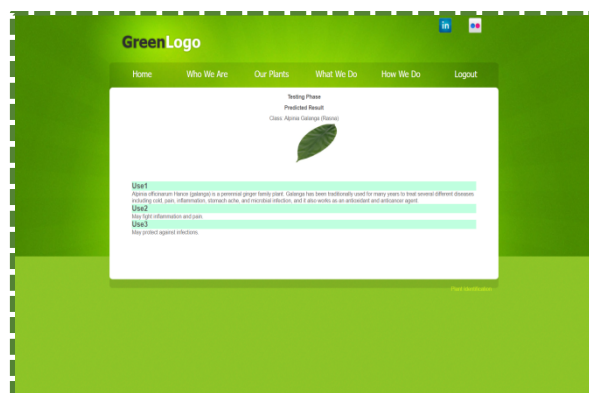 in
GreenLogo
Home Who We Are Our Plants What We Do How We Do Logout
Testing Phase
Predicted Result
Class: Alpinia Galanga (Rasna)
Use1
Alpinia officinarum Hance (galanga) is a perennial ginger family plant. Galanga has been traditionally used for many years to treat several different diseases
including cold, pain, inflammation, stomach ache, and microbial infection, and it also works as an antioxidant and anticancer agent.
Use2
May fight inflammation and pain.
Use3
May protect against infections
Plant Identification